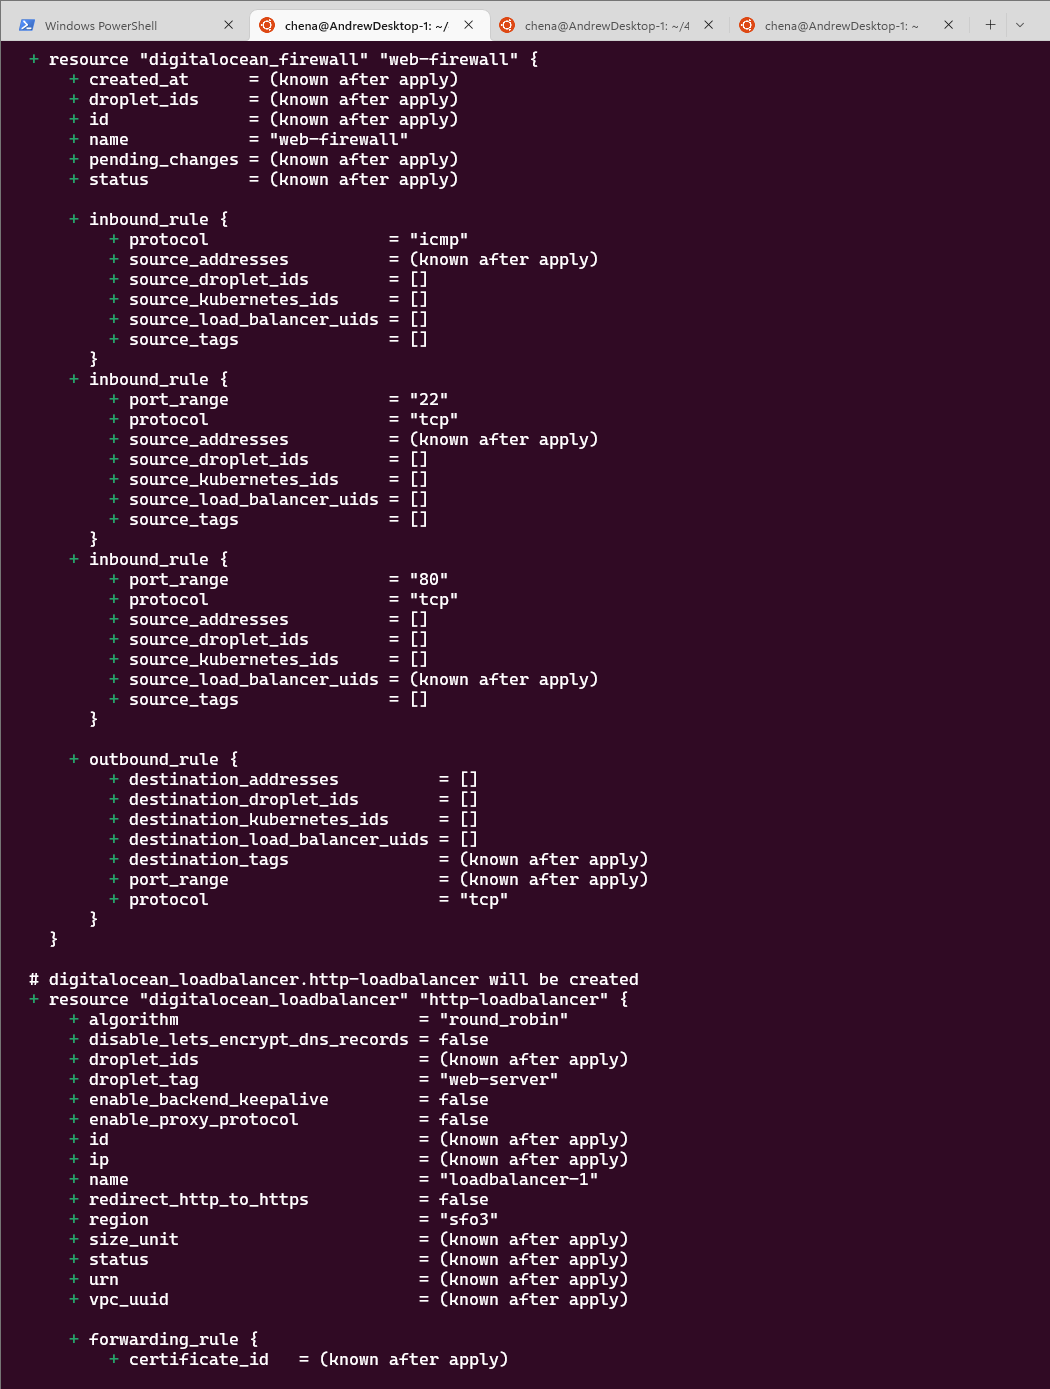 Windows PowerShell
chena@AndrewDesktop-1: ~/
chena@AndrewDesktop-1: ~/4
chena@AndrewDesktop-1: ~
+ resource "digitalocean_firewall" "web-firewall" {
+ created_at = (known after apply)
+ droplet_ids = (known after apply)
+ id = (known after apply)
+ name = "web-firewall"
+ pending_changes = (known after apply)
+ status = (known after apply)
+ inbound_rule {
+ protocol = "icmp"
+ source_addresses = (known after apply)
+ source_droplet_ids = []
+ source_kubernetes_ids = []
+ source_load_balancer_uids = []
+ source_tags = []
}
+ inbound_rule {
+ port_range = "22"
+ protocol = "tcp"
+ source_addresses = (known after apply)
+ source_droplet_ids = []
+ source_kubernetes_ids = []
+ source_load_balancer_uids = []
+ source_tags = []
}
+ inbound_rule {
+ port_range = "80"
+ protocol = "tcp"
+ source_addresses = []
+ source_droplet_ids = []
+ source_kubernetes_ids = []
+ source_load_balancer_uids = (known after apply)
+ source_tags = []
}
+ outbound_rule {
+ destination_addresses = []
+ destination_droplet_ids = []
+ destination_kubernetes_ids = []
+ destination_load_balancer_uids = []
+ destination_tags = (known after apply)
+ port_range = (known after apply)
+ protocol = "tcp"
}
}
# digitalocean_loadbalancer.http-loadbalancer will be created
+ resource "digitalocean_loadbalancer" "http-loadbalancer" {
+ algorithm = "round_robin"
+ disable_lets_encrypt_dns_records = false
+ droplet_ids = (known after apply)
+ droplet_tag = "web-server"
+ enable_backend_keepalive = false
+ enable_proxy_protocol = false
+ id = (known after apply)
+ ip = (known after apply)
+ name = "loadbalancer-1"
+ redirect_http_to_https = false
+ region = "sfo3"
+ size_unit = (known after apply)
+ status = (known after apply)
+ urn = (known after apply)
+ vpc_uuid = (known after apply)
+ forwarding_rule {
+ certificate_id = (known after apply)